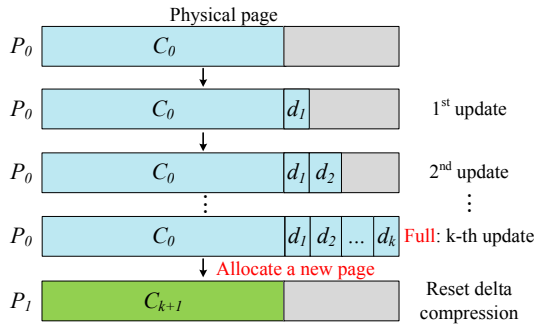 Physical page
P0 C0
P0 C0 d1 1st update
P0 C0 d1 d2 2nd update
⋮ ⋮
P0 C0 d1 d2 ... dk Full: k-th update
Allocate a new page
P1 Ck+1 Reset delta
compression